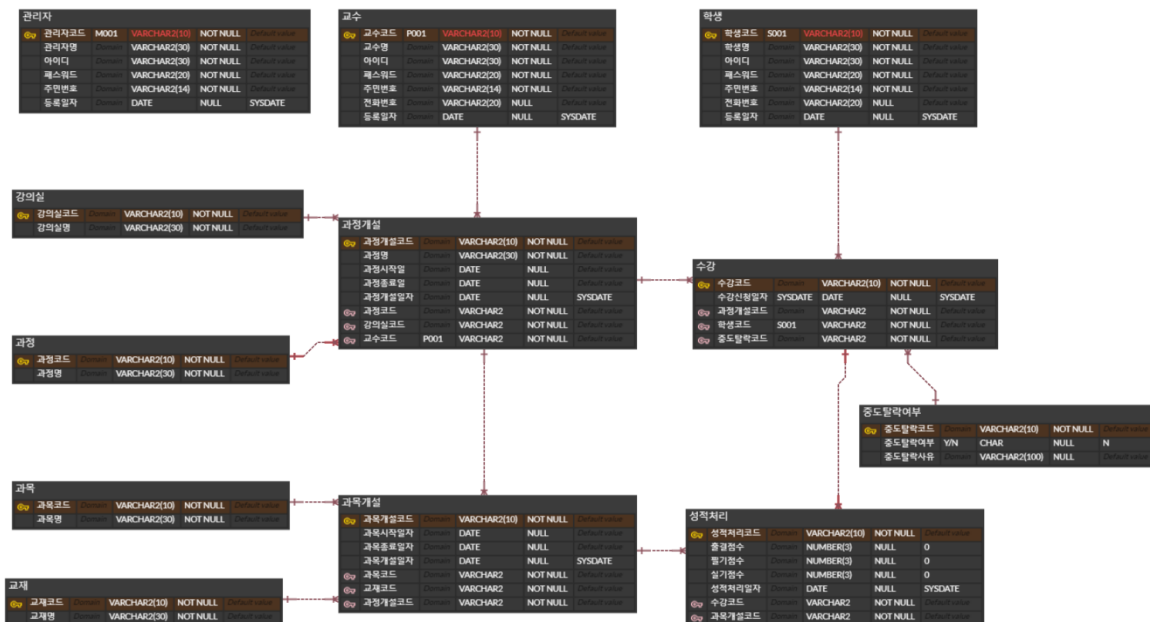 관리자
관리자코드 M001 VARCHAR2(10) NOT NULL Default value
관리자명 Domain VARCHAR2(30) NOT NULL Default value
아이디 Domain VARCHAR2(30) NOT NULL Default value
패스워드 Domain VARCHAR2(20) NOT NULL Default value
주민번호 Domain VARCHAR2(14) NOT NULL Default value
등록일자 Domain DATE NULL SYSDATE
교수
교수코드 P001 VARCHAR2(10) NOT NULL Default value
교수명 Domain VARCHAR2(30) NOT NULL Default value
아이디 Domain VARCHAR2(30) NOT NULL Default value
패스워드 Domain VARCHAR2(20) NOT NULL Default value
주민번호 Domain VARCHAR2(14) NOT NULL Default value
전화번호 Domain VARCHAR2(20) NULL Default value
등록일자 Domain DATE NULL SYSDATE
학생
학생코드 S001 VARCHAR2(10) NOT NULL Default value
학생명 Domain VARCHAR2(30) NOT NULL Default value
아이디 Domain VARCHAR2(30) NOT NULL Default value
패스워드 Domain VARCHAR2(20) NOT NULL Default value
주민번호 Domain VARCHAR2(14) NOT NULL Default value
전화번호 Domain VARCHAR2(20) NULL Default value
등록일자 Domain DATE NULL SYSDATE
강의실
강의실코드 Domain VARCHAR2(10) NOT NULL Default value
강의실명 Domain VARCHAR2(30) NOT NULL Default value
과정개설
과정개설코드 Domain VARCHAR2(10) NOT NULL Default value
과정명 Domain VARCHAR2(30) NOT NULL Default value
과정시작일 Domain DATE NULL Default value
과정종료일 Domain DATE NULL Default value
과정개설일자 Domain DATE NULL SYSDATE
과정코드 Domain VARCHAR2 NOT NULL Default value
강의실코드 Domain VARCHAR2 NOT NULL Default value
교수코드 P001 VARCHAR2 NOT NULL Default value
수강
수강코드 Domain VARCHAR2(10) NOT NULL Default value
수강신청일자 SYSDATE DATE NULL SYSDATE
과정개설코드 Domain VARCHAR2 NOT NULL Default value
학생코드 S001 VARCHAR2 NOT NULL Default value
중도탈락코드 Domain VARCHAR2 NOT NULL Default value
과정
과정코드 Domain VARCHAR2(10) NOT NULL Default value
과정명 Domain VARCHAR2(30) NOT NULL Default value
중도탈락여부
중도탈락코드 Domain VARCHAR2(10) NOT NULL Default value
중도탈락여부 Y/N CHAR NULL N
중도탈락사유 Domain VARCHAR2(100) NULL Default value
과목
과목코드 Domain VARCHAR2(10) NOT NULL Default value
과목명 Domain VARCHAR2(30) NOT NULL Default value
과목개설
과목개설코드 Domain VARCHAR2(10) NOT NULL Default value
과목시작일자 Domain DATE NULL Default value
과목종료일자 Domain DATE NULL Default value
과목개설일자 Domain DATE NULL SYSDATE
과목코드 Domain VARCHAR2 NOT NULL Default value
교재코드 Domain VARCHAR2 NOT NULL Default value
과정개설코드 Domain VARCHAR2 NOT NULL Default value
성적처리
성적처리코드 Domain VARCHAR2(10) NOT NULL Default value
출결점수 Domain NUMBER(3) NULL 0
필기점수 Domain NUMBER(3) NULL 0
실기점수 Domain NUMBER(3) NULL 0
성적처리일자 Domain DATE NULL SYSDATE
수강코드 Domain VARCHAR2 NOT NULL Default value
과목개설코드 Domain VARCHAR2 NOT NULL Default value
교재
교재코드 Domain VARCHAR2(10) NOT NULL Default value
교재명 Domain VARCHAR2(30) NOT NULL Default value